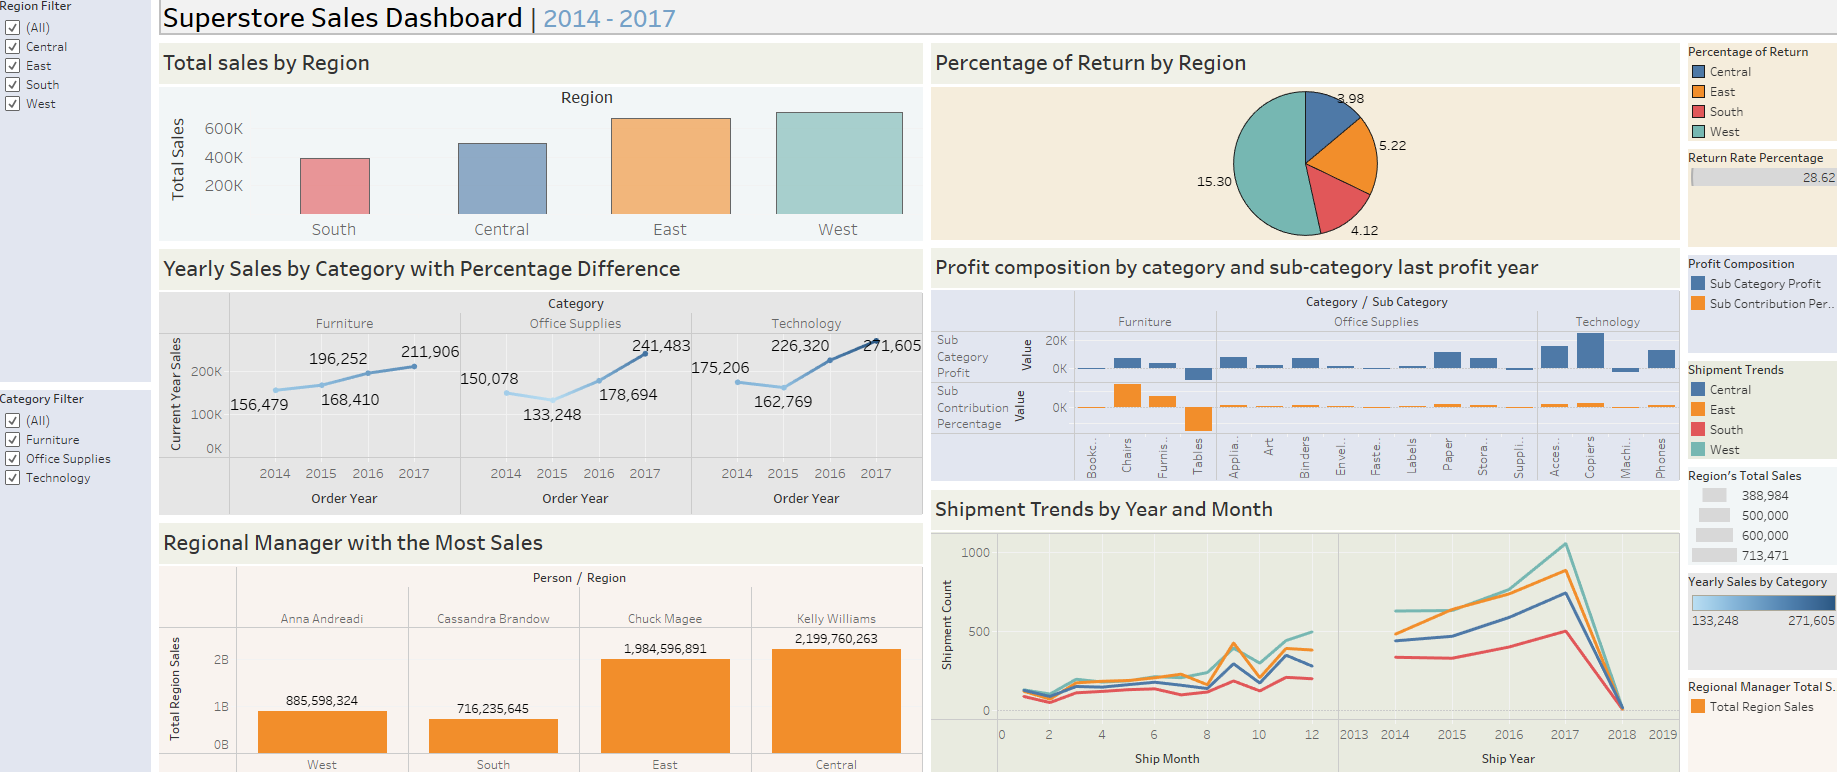 Region Filter
(All)
Central
East
South
West
Category Filter
(All)
Furniture
Office Supplies
Technology
Superstore Sales Dashboard | 2014 - 2017
Total sales by Region
Region
Total Sales
600K
400K
200K
South Central East West
Yearly Sales by Category with Percentage Difference
Category
Furniture Office Supplies Technology
Current Year Sales
200K
100K
0K
156,479 168,410 196,252 211,906
150,078 133,248 178,694 241,483
175,206 162,769 226,320 271,605
2014 2015 2016 2017 2014 2015 2016 2017 2014 2015 2016 2017
Order Year Order Year Order Year
Regional Manager with the Most Sales
Person / Region
Anna Andreadi Cassandra Brandow Chuck Magee Kelly Williams
Total Region Sales
2B
1B
0B
885,598,324 716,235,645 1,984,596,891 2,199,760,263
West South East Central
Percentage of Return by Region
3.98
5.22
4.12
15.30
Profit composition by category and sub-category last profit year
Category / Sub Category
Furniture Office Supplies Technology
Sub
Category
Profit
Value
20K
0K
Sub
Contribution
Percentage
Value
0K
Bookc.. Chairs Furnis.. Tables Applia.. Art Binders Envel.. Faste.. Labels Paper Stora.. Suppli.. Acces.. Copiers Machi.. Phones
Shipment Trends by Year and Month
Shipment Count
1000
500
0
0 2 4 6 8 10 12 2013 2014 2015 2016 2017 2018 2019
Ship Month Ship Year
Percentage of Return
Central
East
South
West
Return Rate Percentage
28.62
Profit Composition
Sub Category Profit
Sub Contribution Per..
Shipment Trends
Central
East
South
West
Region's Total Sales
388,984
500,000
600,000
713,471
Yearly Sales by Category
133,248 271,605
Regional Manager Total S.
Total Region Sales